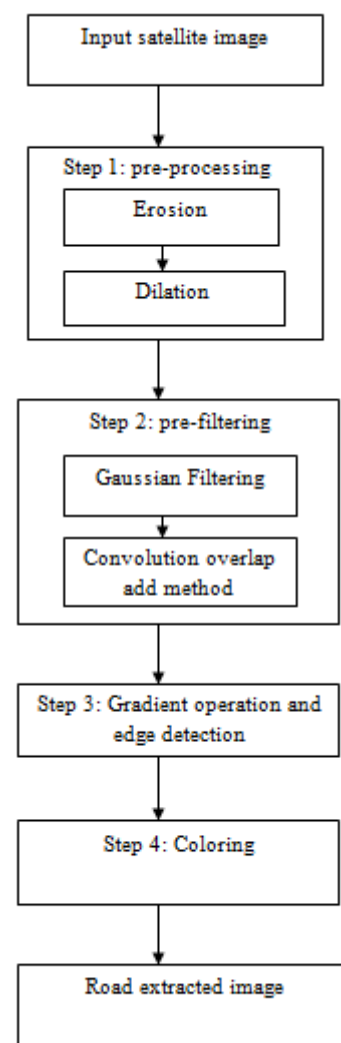 Input satellite image
Step 1: pre-processing
Erosion
Dilation
Step 2: pre-filtering
Gaussian Filtering
Convolution overlap
add method
Step 3: Gradient operation and
edge detection
Step 4: Coloring
Road extracted image